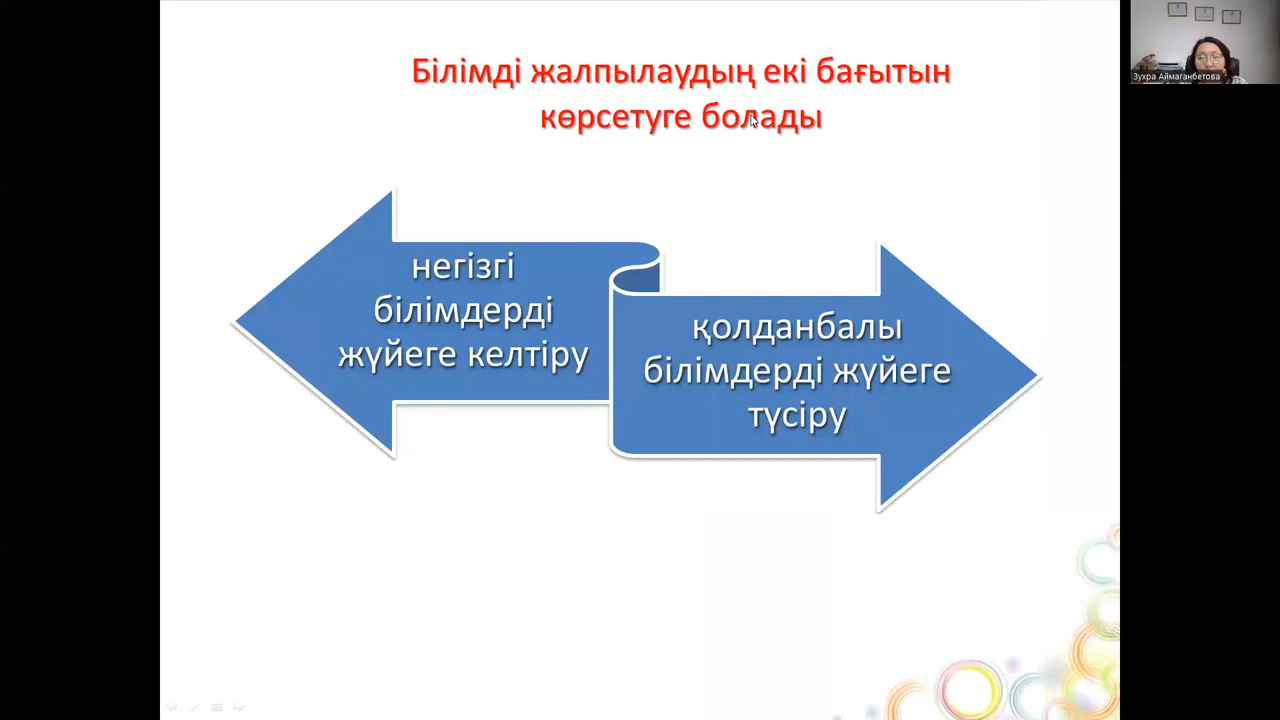 Білімді жалпылаудың екі бағытын
көрсетуге болады
негізгі
білімдерді
жүйеге келтіру
қолданбалы
білімдерді жүйеге
түсіру
Зухра Аймаганбетова